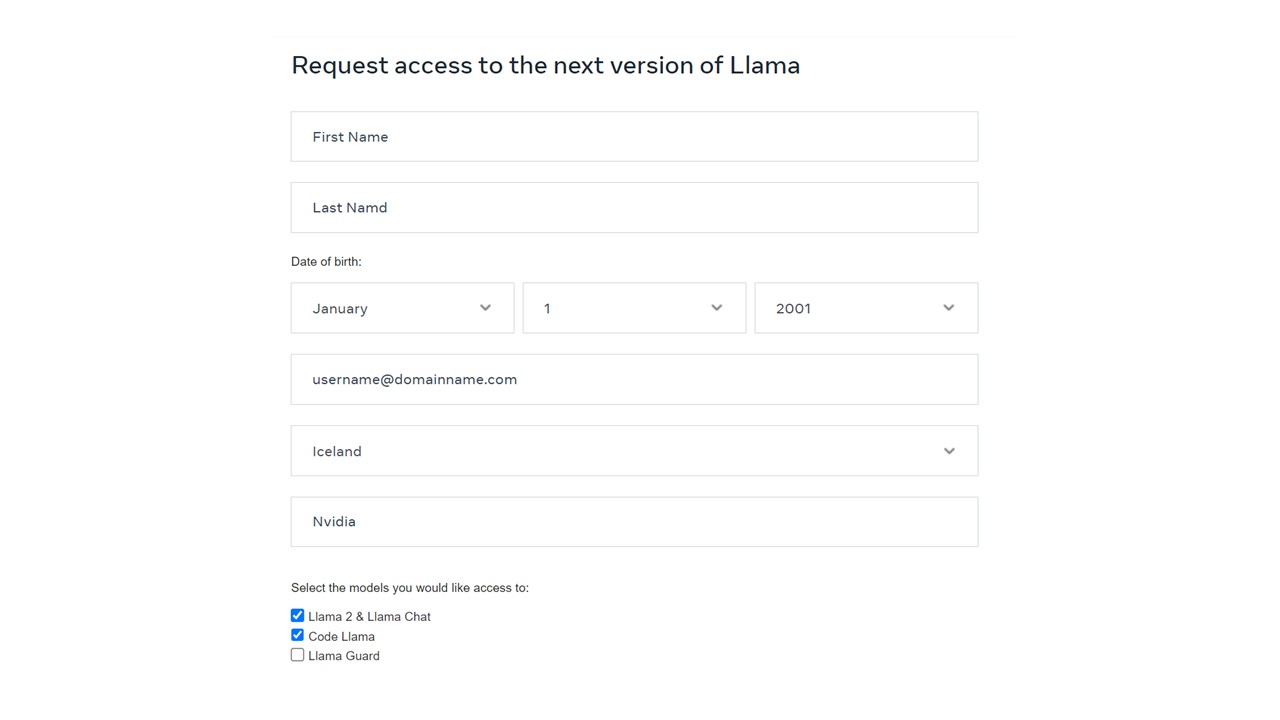 Request access to the next version of Llama
First Name
Last Namd
Date of birth:
January 1 2001
username@domainname.com
Iceland
Nvidia
Select the models you would like access to:
Llama 2 & Llama Chat
Code Llama
Llama Guard